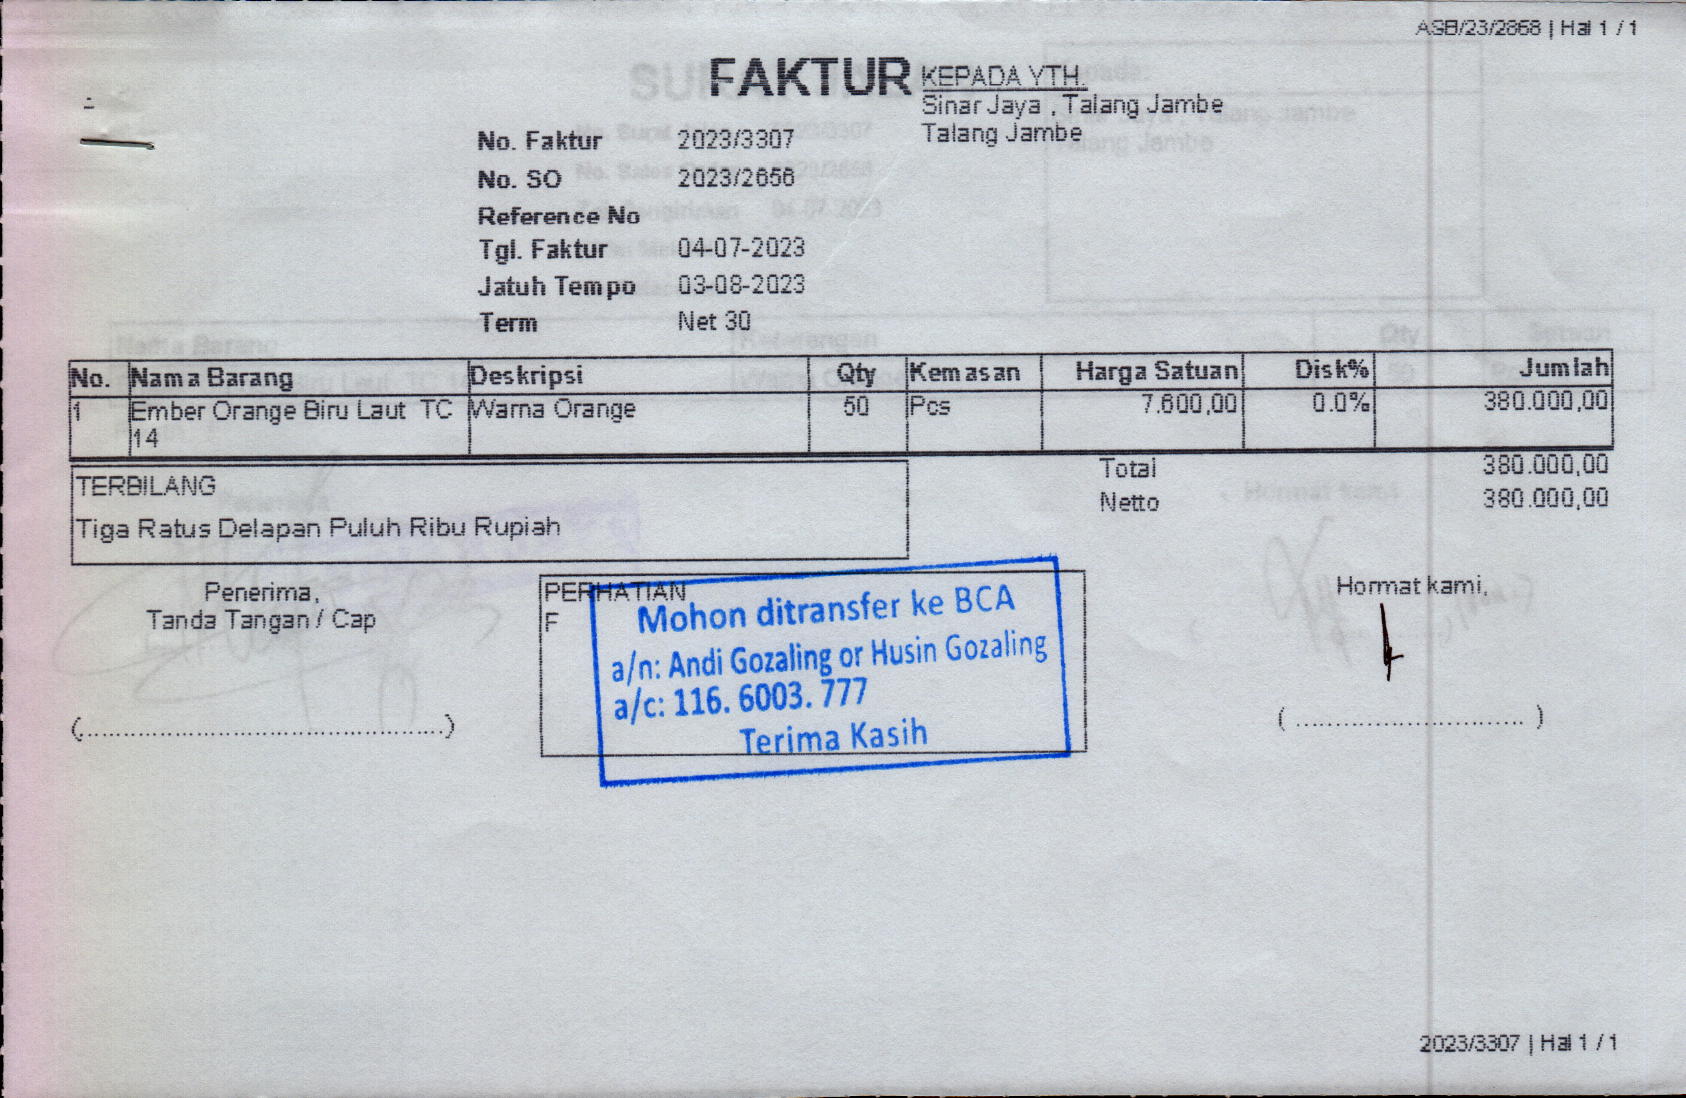 ASB/23/2868 | Hal 1 / 1
FAKTUR
KEPADA YTH.
Sinar Jaya , Talang Jambe
Talang Jambe
No. Faktur 2023/3307
No. SO 2023/2656
Reference No
Tgl. Faktur 04-07-2023
Jatuh Tempo 03-08-2023
Term Net 30
No. Nama Barang Deskripsi Qty Kemasan Harga Satuan Disk% Jumlah
1 Ember Orange Biru Laut TC Warna Orange 50 Pcs 7.600,00 0.0% 380.000,00
14
Total 380.000,00
Netto 380.000,00
TERBILANG
Tiga Ratus Delapan Puluh Ribu Rupiah
Penerima,
Tanda Tangan / Cap
(........................................)
PERHATIAN
F
Mohon ditransfer ke BCA
a/n: Andi Gozaling or Husin Gozaling
a/c: 116. 6003. 777
Terima Kasih
Hormat kami,
( ......................... )
2023/3307 | Hal 1 / 1